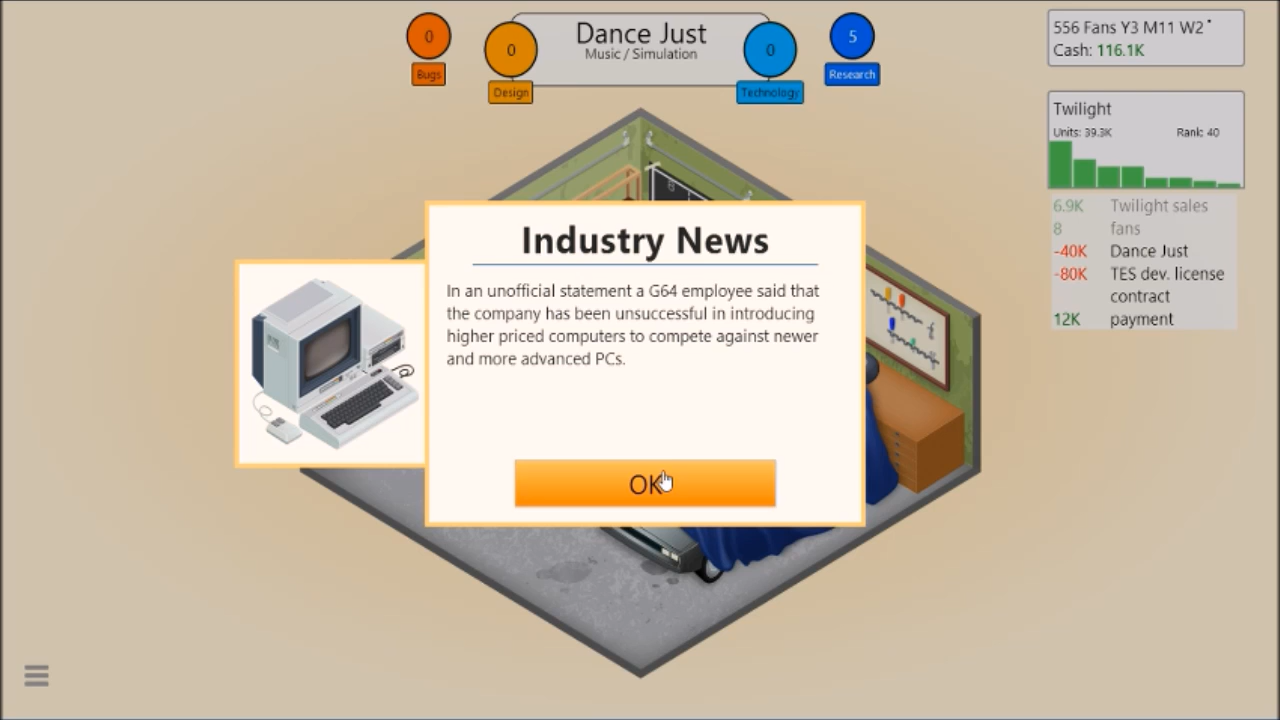 0
Bugs
0
Design
Dance Just
Music / Simulation
0
Technology
5
Research
556 Fans Y3 M11 W2
Cash: 116.1K
Twilight
Units: 39.3K Rank: 40
6.9K Twilight sales
8 fans
-40K Dance Just
-80K TES dev. license
contract
12K payment
Industry News
In an unofficial statement a G64 employee said that
the company has been unsuccessful in introducing
higher priced computers to compete against newer
and more advanced PCs.
OK